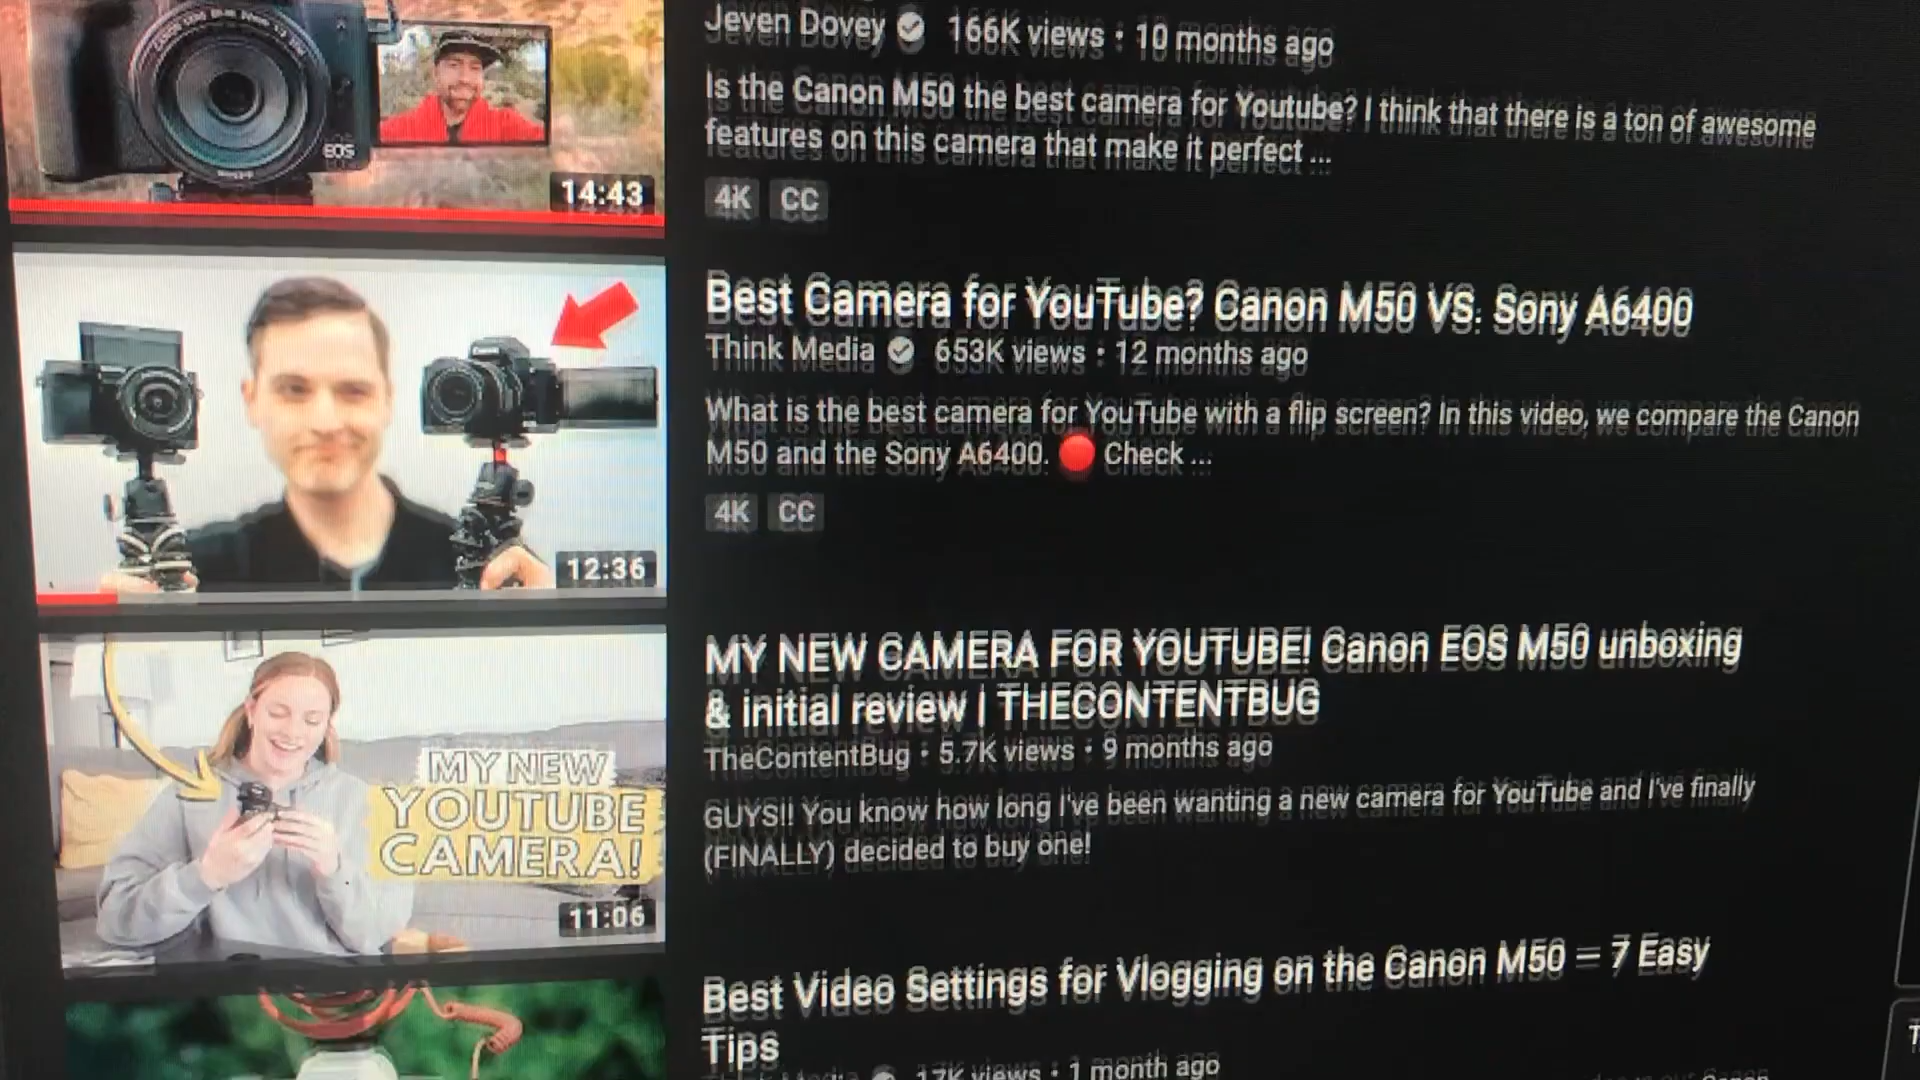 Jeven Dovey 166K views • 10 months ago
Is the Canon M50 the best camera for Youtube? I think that there is a ton of awesome
features on this camera that make it perfect ...
EOS
14:43
4K CC
Best Camera for YouTube? Canon M50 VS. Sony A6400
Think Media 653K views • 12 months ago
Canon
What is the best camera for YouTube with a flip screen? In this video, we compare the Canon
M50 and the Sony A6400. 🔴 Check ...
4K CC
12:36
MY NEW CAMERA FOR YOUTUBE! Canon EOS M50 unboxing
& initial review | THECONTENTBUG
TheContentBug • 5.7K views • 9 months ago
MY NEW
YOUTUBE
CAMERA!
GUYS!! You know how long I've been wanting a new camera for YouTube and I've finally
(FINALLY) decided to buy one!
11:06
Best Video Settings for Vlogging on the Canon M50 = 7 Easy
Tips
17K views • 1 month ago